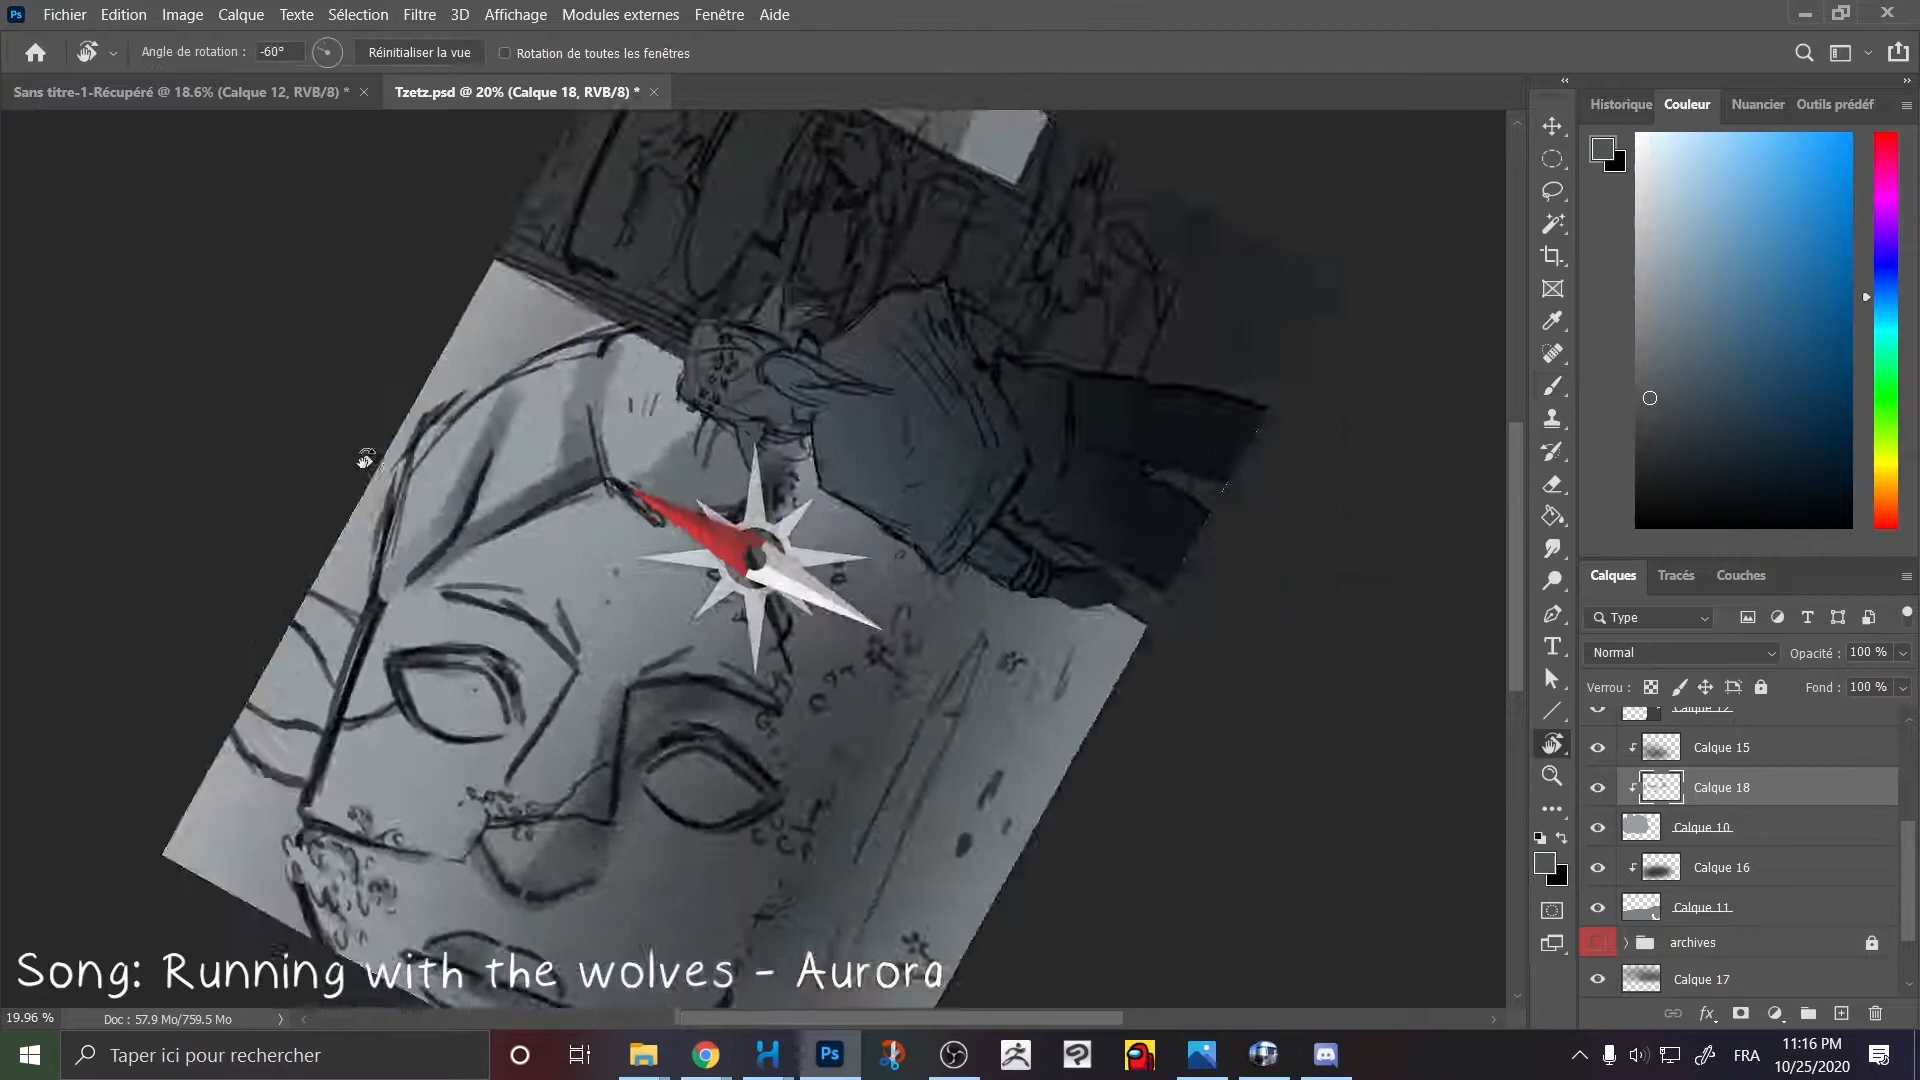 Fichier Edition Image Calque Texte Sélection Filtre 3D Affichage Modules externes Fenêtre Aide
Angle de rotation : -60° Réinitialiser la vue Rotation de toutes les fenêtres
Sans titre-1-Récupéré @ 18.6% (Calque 12, RVB/8) * Tzetz.psd @ 20% (Calque 18, RVB/8) *
Historique Couleur Nuancier Outils prédéf
Calques Tracés Couches
Type
Normal Opacité : 100 %
Verrou : Fond : 100 %
Calque 12
Calque 15
Calque 18
Calque 10
Calque 16
Calque 11
archives
Calque 17
Song: Running with the wolves - Aurora
19.96 % Doc : 57.9 Mo/759.5 Mo
Taper ici pour rechercher
FRA
11:16 PM
10/25/2020